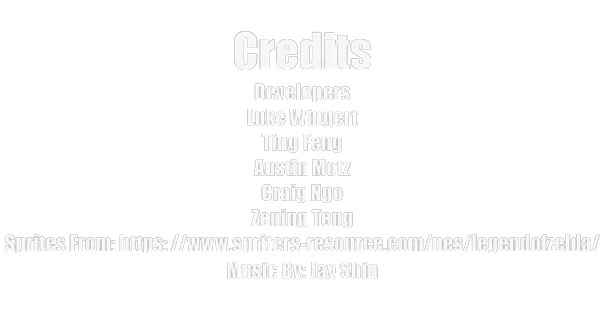 Credits
Developers
Luke Wingert
Ting Feng
Austin Motz
Craig Ngo
Zening Teng
Sprites From: https: //www.spriters-resource.com/nes/legendofzelda/
Music By: Jay Shin